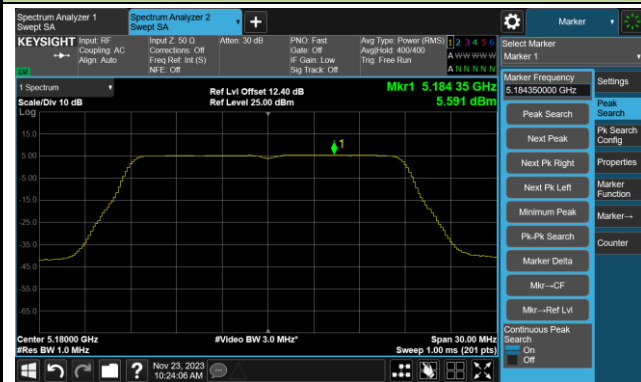 Spectrum Analyzer 1
Swept SA
Spectrum Analyzer 2
Swept SA
+
Marker
KEYSIGHT
Input: RF
Coupling: AC
Align: Auto
Input Z: 50 Ω
Corrections: Off
Freq Ref: Int (S)
NFE: Off
Atten: 30 dB
PNO: Fast
Gate: Off
IF Gain: Low
Sig Track: Off
Avg Type: Power (RMS)
Avg|Hold: 400/400
Trig: Free Run
1 2 3 4 5 6
A W W W W W
A N N N N N
LV
Select Marker
Marker 1
1 Spectrum
Scale/Div 10 dB
Log
Ref Lvl Offset 12.40 dB
Ref Level 25.00 dBm
Mkr1 5.184 35 GHz
5.591 dBm
15.0
5.00
-5.00
-15.0
-25.0
-35.0
-45.0
-55.0
-65.0
1
Center 5.18000 GHz
#Res BW 1.0 MHz
#Video BW 3.0 MHz*
Span 30.00 MHz
Sweep 1.00 ms (201 pts)
Marker Frequency
5.184350000 GHz
Peak Search
Next Peak
Next Pk Right
Next Pk Left
Minimum Peak
Pk-Pk Search
Marker Delta
Mkr→CF
Mkr→Ref Lvl
Continuous Peak
Search
On
Off
Settings
Peak
Search
Pk Search
Config
Properties
Marker
Function
Marker→
Counter
?
Nov 23, 2023
10:24:06 AM